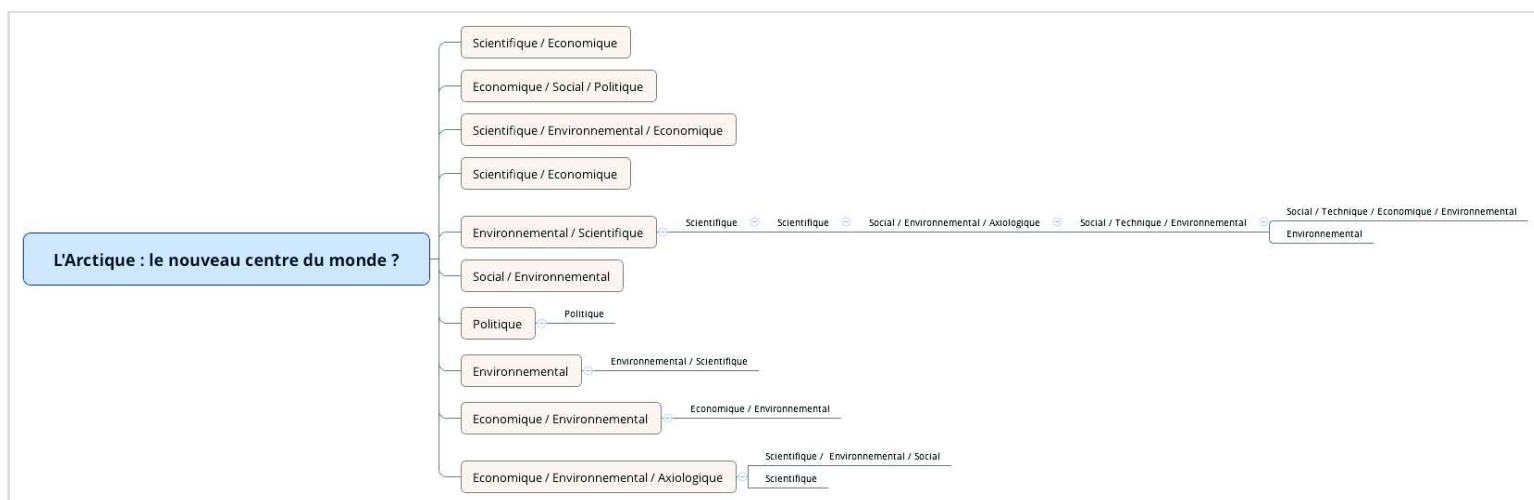 Scientifique / Economique
Economique / Social / Politique
Scientifique / Environnemental / Economique
Scientifique / Economique
Environnemental / Scientifique
Scientifique
Scientifique
Social / Environnemental / Axiologique
Social / Technique / Environnemental
Social / Technique / Economique / Environnemental
Environnemental
L'Arctique : le nouveau centre du monde ?
Social / Environnemental
Politique
Politique
Environnemental
Environnemental / Scientifique
Economique / Environnemental
Economique / Environnemental
Economique / Environnemental / Axiologique
Scientifique / Environnemental / Social
Scientifique